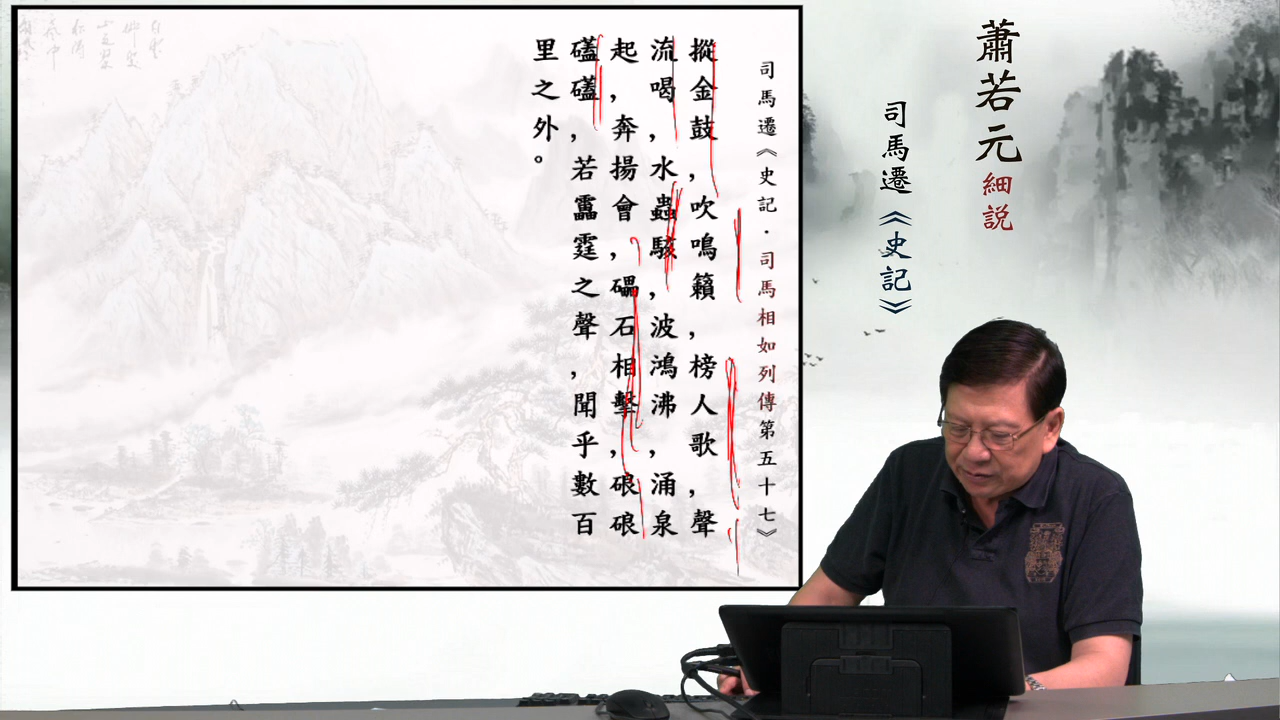 蕭若元
細説
司馬遷
《史記》
司馬遷《史記·司馬相如列傳第五十七》
摐金鼓，吹鳴籟，榜人歌，聲
流喝，水蟲駭，波鴻沸，涌泉
起，奔揚會，礧石相擊，硠硠
礚礚，若靁霆之聲，聞乎數百
里之外。